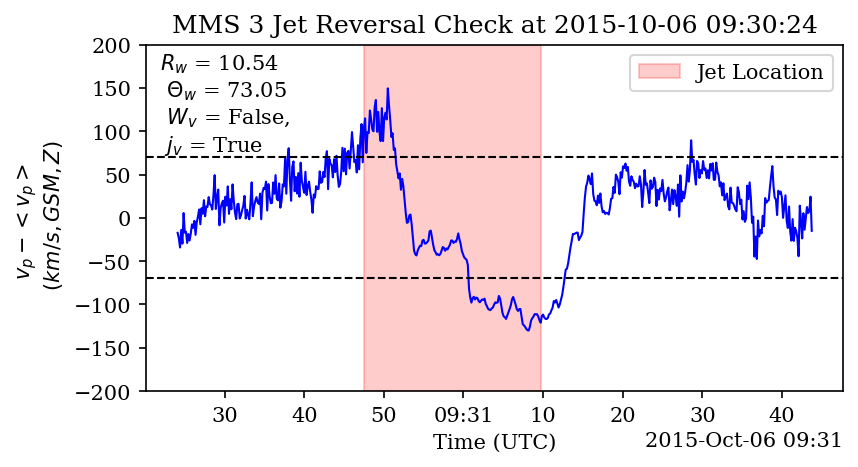 MMS 3 Jet Reversal Check at 2015-10-06 09:30:24
R_w = 10.54
Θ_w = 73.05
W_v = False,
j_v = True
Jet Location
200
150
100
50
0
−50
−100
−150
−200
v_p − <v_p>
(km/s, GSM, Z)
30 40 50 09:31 10 20 30 40
Time (UTC)
2015-Oct-06 09:31